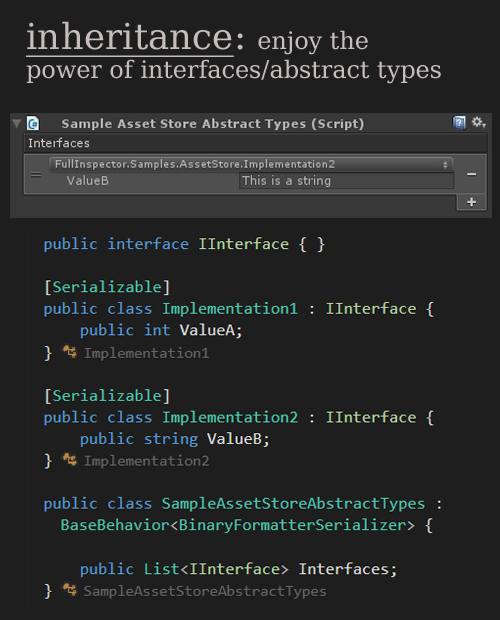 inheritance: enjoy the
power of interfaces/abstract types
Sample Asset Store Abstract Types (Script)
Interfaces
FullInspector.Samples.AssetStore.Implementation2
ValueB This is a string
public interface IInterface { }
[Serializable]
public class Implementation1 : IInterface {
public int ValueA;
} Implementation1
[Serializable]
public class Implementation2 : IInterface {
public string ValueB;
} Implementation2
public class SampleAssetStoreAbstractTypes :
BaseBehavior<BinaryFormatterSerializer> {
public List<IInterface> Interfaces;
} SampleAssetStoreAbstractTypes